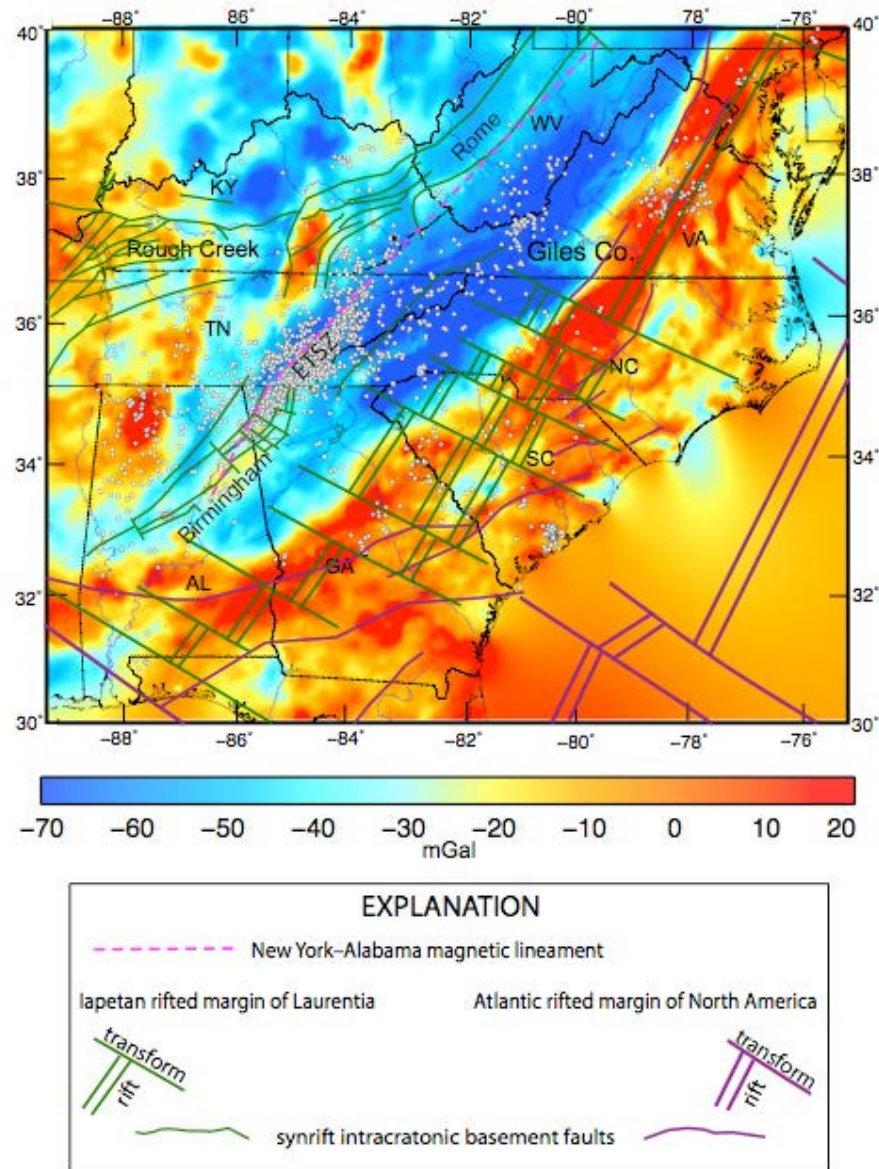 −88˚ −86˚ −84˚ −82˚ −80˚ −78˚ −76˚
40˚ 40˚
WV
Rome
38˚ 38˚
KY
VA
Rough Creek
Giles Co.
36˚ 36˚
TN
ETSZ
NC
34˚ 34˚
SC
Birmingham
GA
AL
32˚ 32˚
30˚ 30˚
−88˚ −86˚ −84˚ −82˚ −80˚ −78˚ −76˚
−70 −60 −50 −40 −30 −20 −10 0 10 20
mGal
EXPLANATION
New York–Alabama magnetic lineament
Iapetan rifted margin of Laurentia Atlantic rifted margin of North America
transform transform
rift rift
synrift intracratonic basement faults